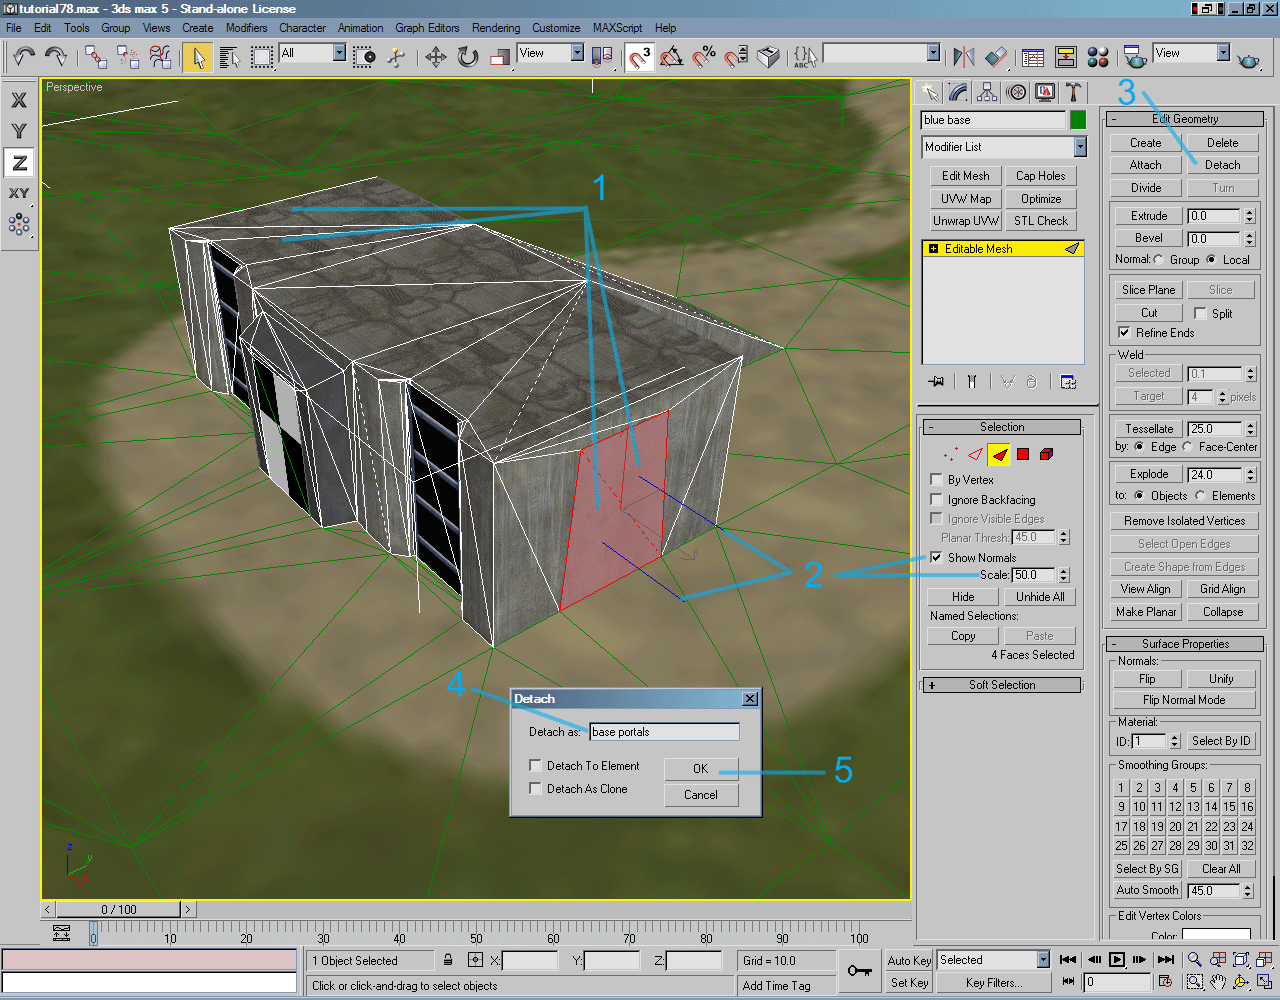 tutorial78.max - 3ds max 5 - Stand-alone License
File Edit Tools Group Views Create Modifiers Character Animation Graph Editors Rendering Customize MAXScript Help
All View 3 % {} ABC View
X
Y
Z
XY
Perspective
1
2
3
4
5
blue base
Modifier List
Edit Mesh Cap Holes
UVW Map Optimize
Unwrap UVW STL Check
Editable Mesh
- Selection
By Vertex
Ignore Backfacing
Ignore Visible Edges
Planar Thresh: 45.0
Show Normals
Scale: 50.0
Hide Unhide All
Named Selections:
Copy Paste
4 Faces Selected
+ Soft Selection
- Edit Geometry
Create Delete
Attach Detach
Divide Turn
Extrude 0.0
Bevel 0.0
Normal: Group Local
Slice Plane Slice
Cut Split
Refine Ends
Weld
Selected 0.1
Target 4 pixels
Tessellate 25.0
by: Edge Face-Center
Explode 24.0
to: Objects Elements
Remove Isolated Vertices
Select Open Edges
Create Shape from Edges
View Align Grid Align
Make Planar Collapse
- Surface Properties
Normals:
Flip Unify
Flip Normal Mode
Material:
ID: 1 Select By ID
Smoothing Groups:
1 2 3 4 5 6 7 8
9 10 11 12 13 14 15 16
17 18 19 20 21 22 23 24
25 26 27 28 29 30 31 32
Select By SG Clear All
Auto Smooth 45.0
Edit Vertex Colors
Color:
Detach
Detach as: base portals
Detach To Element
Detach As Clone
OK
Cancel
z
y
x
< 0 / 100 >
0 10 20 30 40 50 60 70 80 90 100
1 Object Selected X: Y: Z: Grid = 10.0
Click or click-and-drag to select objects Add Time Tag
Auto Key Selected
Set Key Key Filters...
0